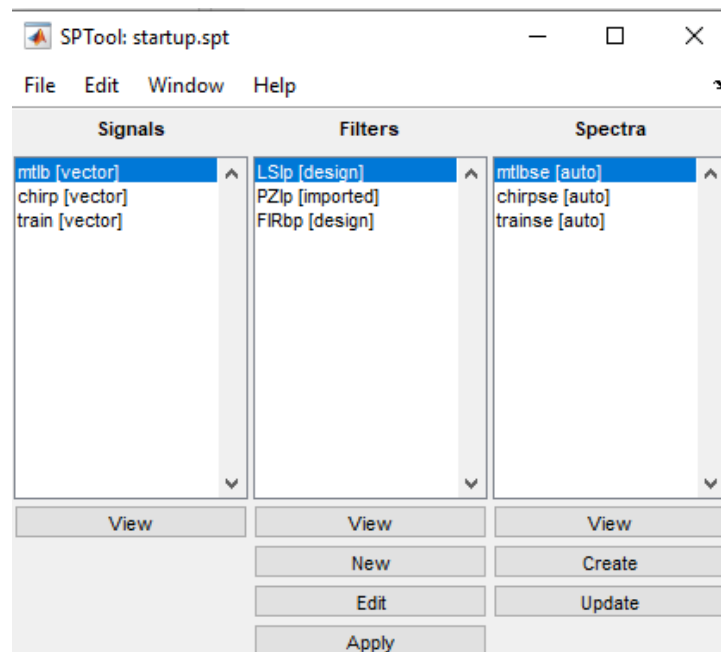 SPTool: startup.spt
File Edit Window Help
Signals Filters Spectra
mtlb [vector]
chirp [vector]
train [vector]
LSlp [design]
PZlp [imported]
FIRbp [design]
mtlbse [auto]
chirpse [auto]
trainse [auto]
View View View
New Create
Edit Update
Apply